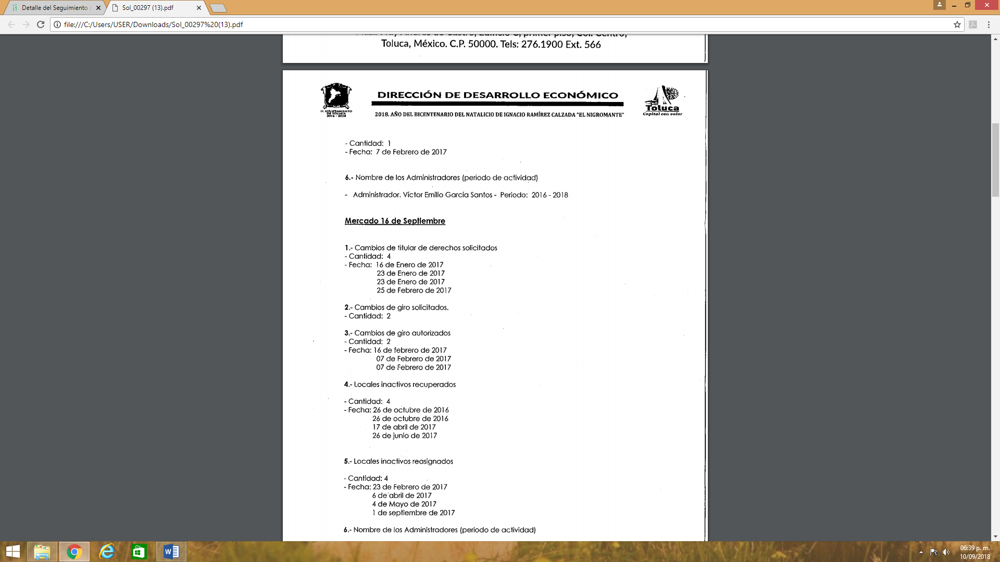 Detalle del Seguimiento
Sol_00297 (13).pdf
file:///C:/Users/USER/Downloads/Sol_00297%20(13).pdf
Toluca, México. C.P. 50000. Tels: 276.1900 Ext. 566
H. AYUNTAMIENTO
DE TOLUCA
2016 - 2018
DIRECCIÓN DE DESARROLLO ECONÓMICO
2018. AÑO DEL BICENTENARIO DEL NATALICIO DE IGNACIO RAMÍREZ CALZADA "EL NIGROMANTE"
Toluca
Capital con valor
- Cantidad: 1
- Fecha: 7 de Febrero de 2017
6.- Nombre de los Administradores (periodo de actividad)
- Administrador. Víctor Emilio García Santos - Periodo: 2016 - 2018
Mercado 16 de Septiembre
1.- Cambios de titular de derechos solicitados
- Cantidad: 4
- Fecha: 16 de Enero de 2017
23 de Enero de 2017
23 de Enero de 2017
25 de Febrero de 2017
2.- Cambios de giro solicitados.
- Cantidad: 2
3.- Cambios de giro autorizados
- Cantidad: 2
- Fecha: 16 de febrero de 2017
07 de Febrero de 2017
07 de Febrero de 2017
4.- Locales inactivos recuperados
- Cantidad: 4
- Fecha: 26 de octubre de 2016
26 de octubre de 2016
17 de abril de 2017
26 de junio de 2017
5.- Locales inactivos reasignados
- Cantidad: 4
- Fecha: 23 de Febrero de 2017
6 de abril de 2017
4 de Mayo de 2017
1 de septiembre de 2017
6.- Nombre de los Administradores (periodo de actividad)
06:39 p. m.
10/09/2018